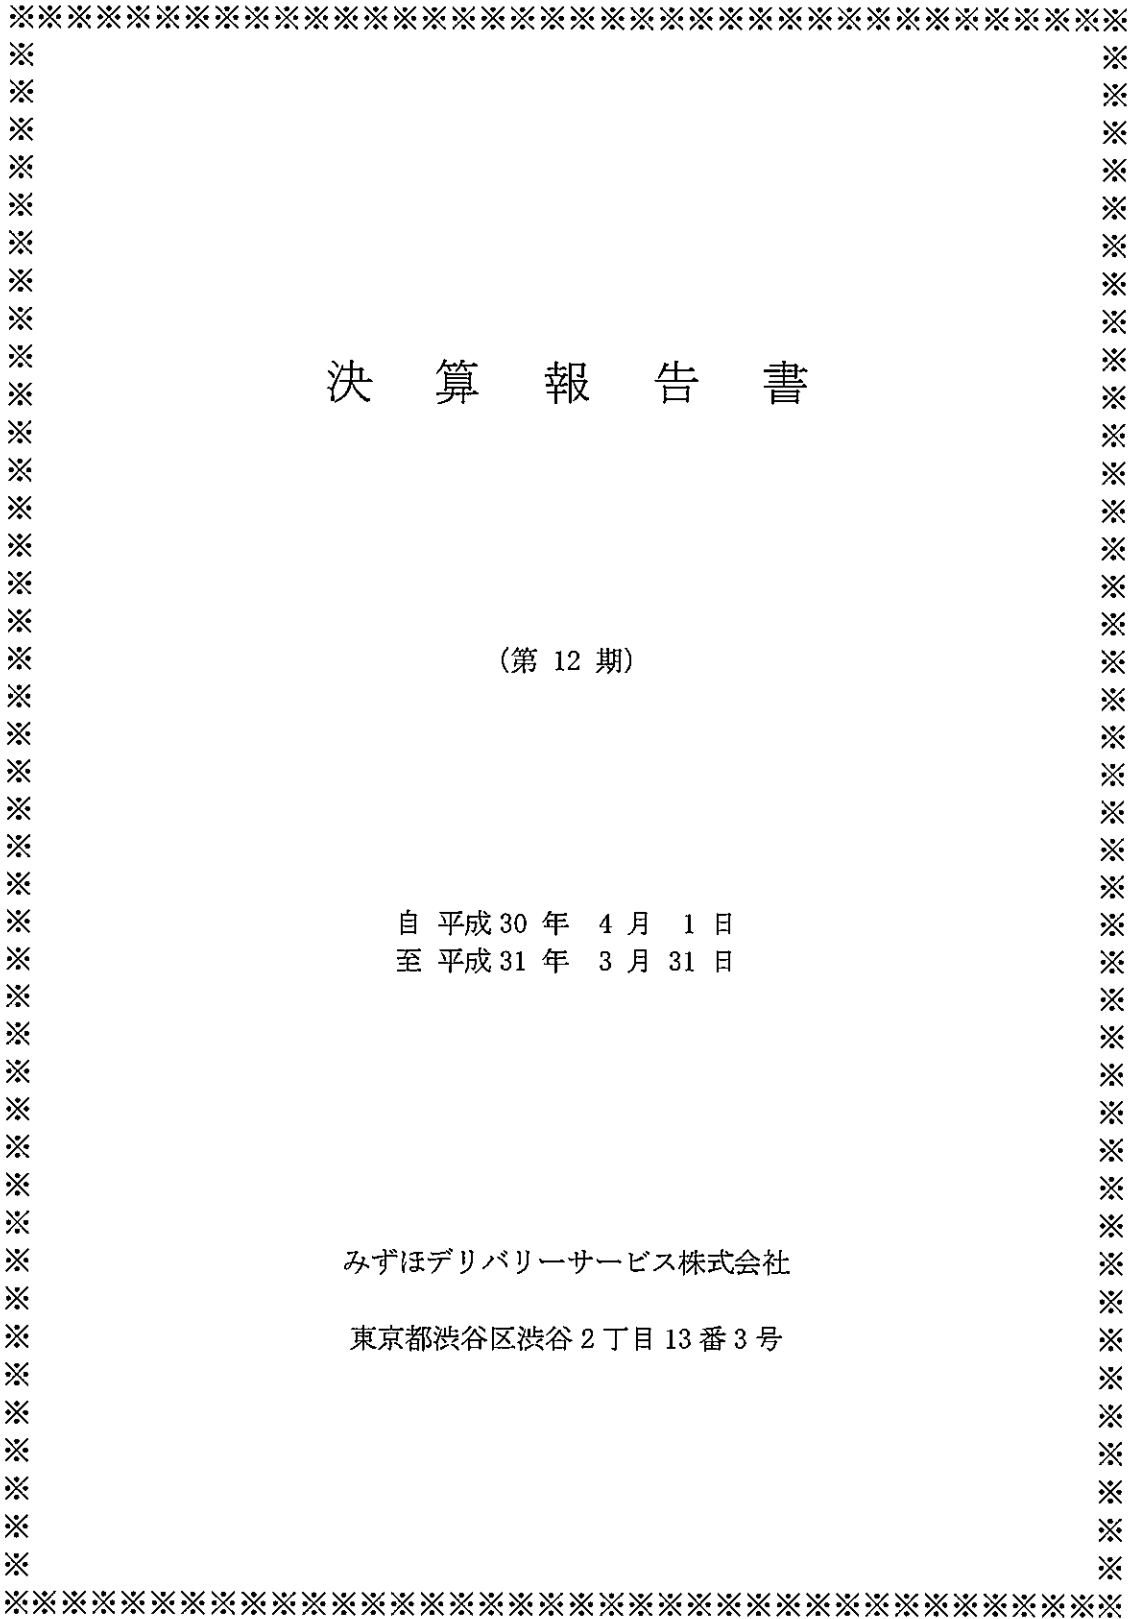 決 算 報 告 書
(第 12 期)
自 平成 30 年 4 月 1 日
至 平成 31 年 3 月 31 日
みずほデリバリーサービス株式会社
東京都渋谷区渋谷 2 丁目 13 番 3 号